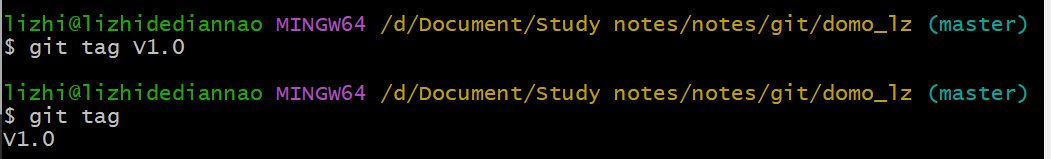 lizhi@lizhidediannao MINGW64 /d/Document/Study notes/notes/git/domo_lz (master)
$ git tag v1.0
lizhi@lizhidediannao MINGW64 /d/Document/Study notes/notes/git/domo_lz (master)
$ git tag
v1.0